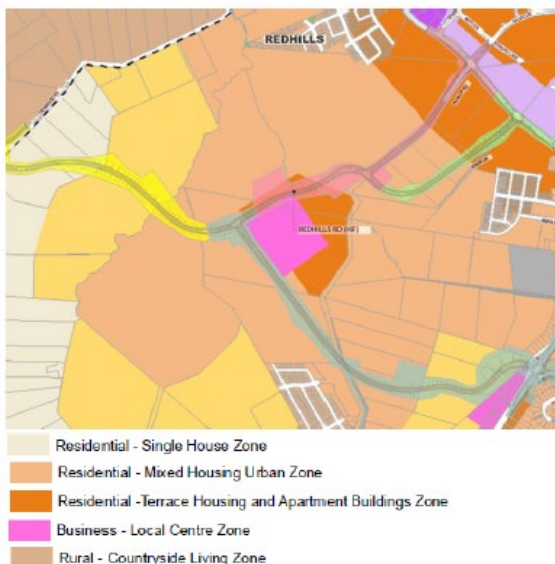 REDHILLS
REDHILLS RD (MF)
Residential - Single House Zone
Residential - Mixed Housing Urban Zone
Residential -Terrace Housing and Apartment Buildings Zone
Business - Local Centre Zone
Rural - Countryside Living Zone